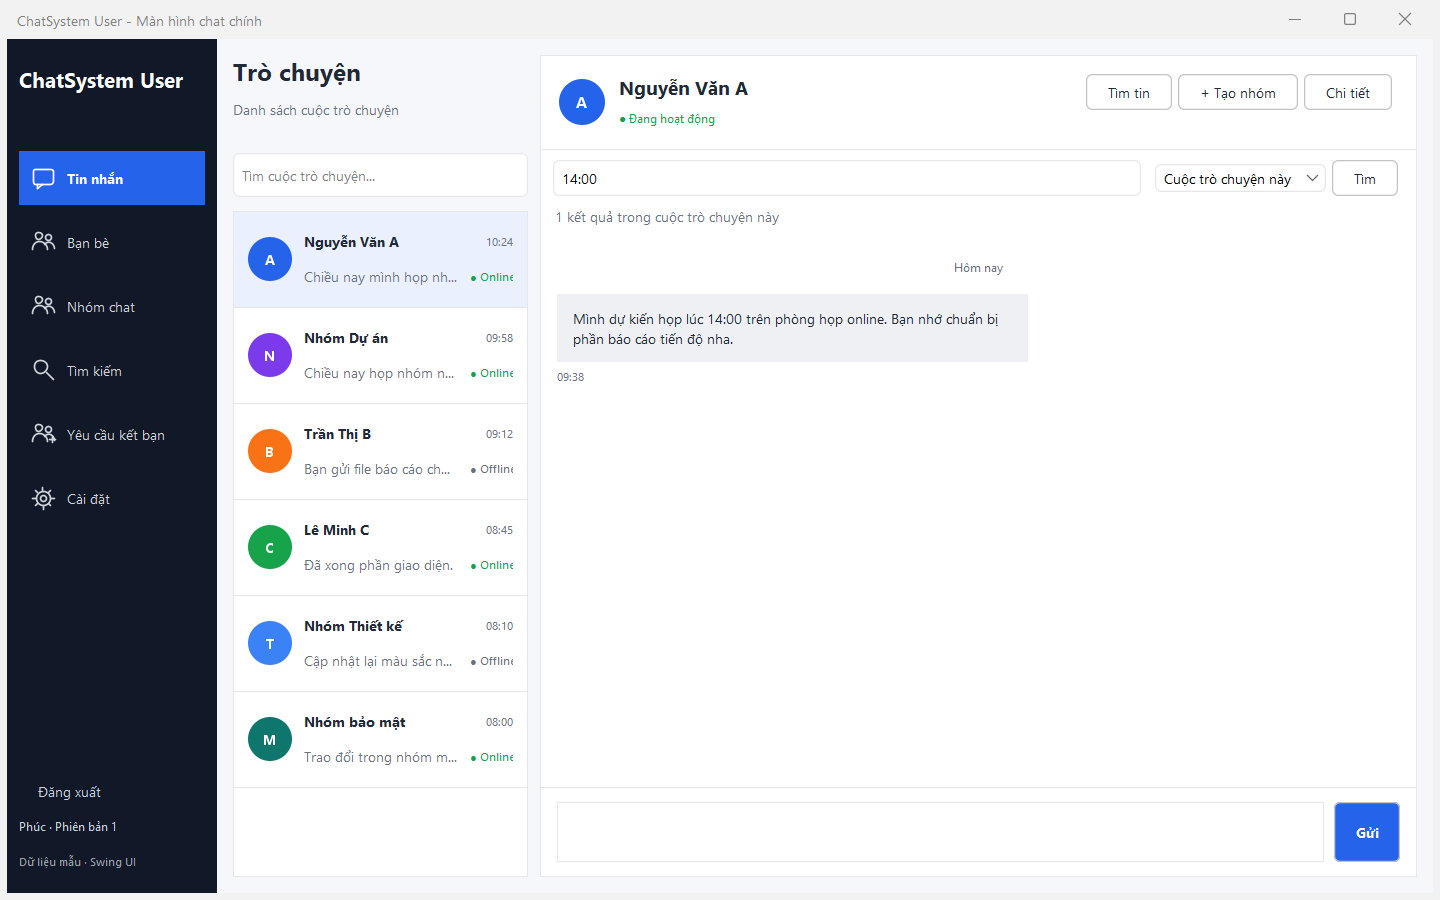 ChatSystem User - Màn hình chat chính
ChatSystem User
Tin nhắn
Bạn bè
Nhóm chat
Tìm kiếm
Yêu cầu kết bạn
Cài đặt
Đăng xuất
Phúc · Phiên bản 1
Dữ liệu mẫu · Swing UI
Trò chuyện
Danh sách cuộc trò chuyện
Tìm cuộc trò chuyện...
A
Nguyễn Văn A
10:24
Chiều nay mình họp nh...
● Online
N
Nhóm Dự án
09:58
Chiều nay họp nhóm n...
● Online
B
Trần Thị B
09:12
Bạn gửi file báo cáo ch...
● Offline
C
Lê Minh C
08:45
Đã xong phần giao diện.
● Online
T
Nhóm Thiết kế
08:10
Cập nhật lại màu sắc n...
● Offline
M
Nhóm bảo mật
08:00
Trao đổi trong nhóm m...
● Online
A
Nguyễn Văn A
● Đang hoạt động
Tìm tin
+ Tạo nhóm
Chi tiết
14:00
Cuộc trò chuyện này
Tìm
1 kết quả trong cuộc trò chuyện này
Hôm nay
Mình dự kiến họp lúc 14:00 trên phòng họp online. Bạn nhớ chuẩn bị
phần báo cáo tiến độ nha.
09:38
Gửi